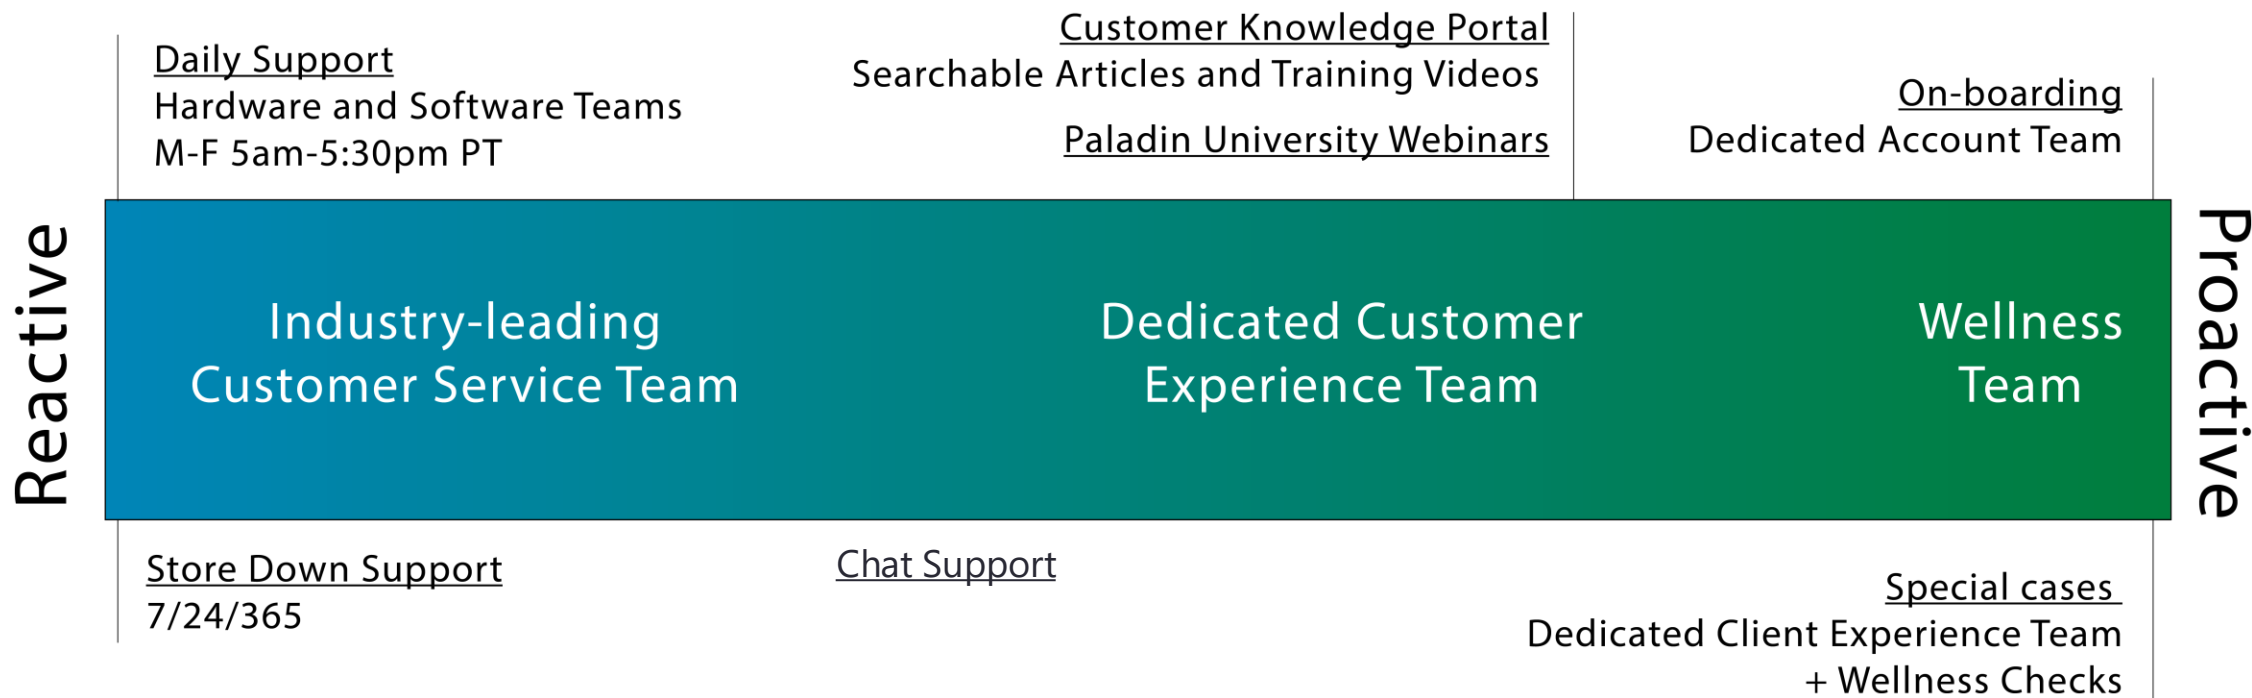 Daily Support
Hardware and Software Teams
M-F 5am-5:30pm PT
Customer Knowledge Portal
Searchable Articles and Training Videos
Paladin University Webinars
On-boarding
Dedicated Account Team
Reactive
Industry-leading
Customer Service Team
Dedicated Customer
Experience Team
Wellness
Team
Proactive
Store Down Support
7/24/365
Chat Support
Special cases
Dedicated Client Experience Team
+ Wellness Checks